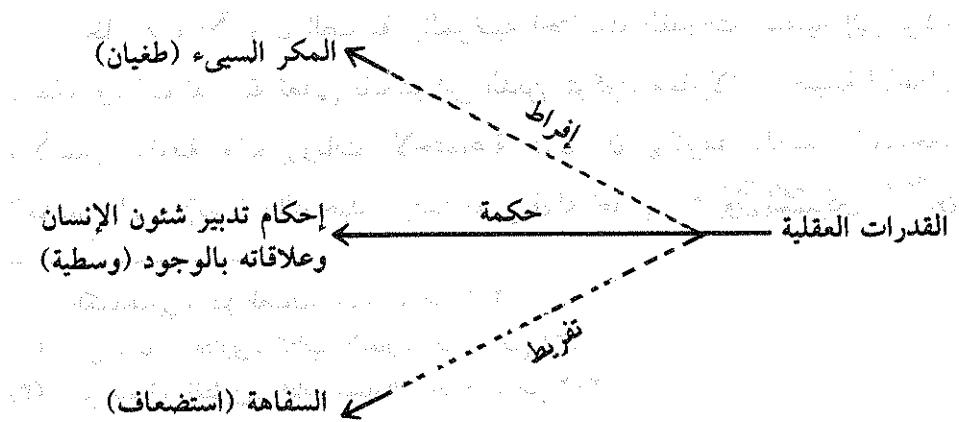 المكر السيىء (طغيان)
إفراط
القدرات العقلية
حكمة
إحكام تدبير شئون الإنسان
وعلاقاته بالوجود (وسطية)
تفريط
السفاهة (استضعاف)